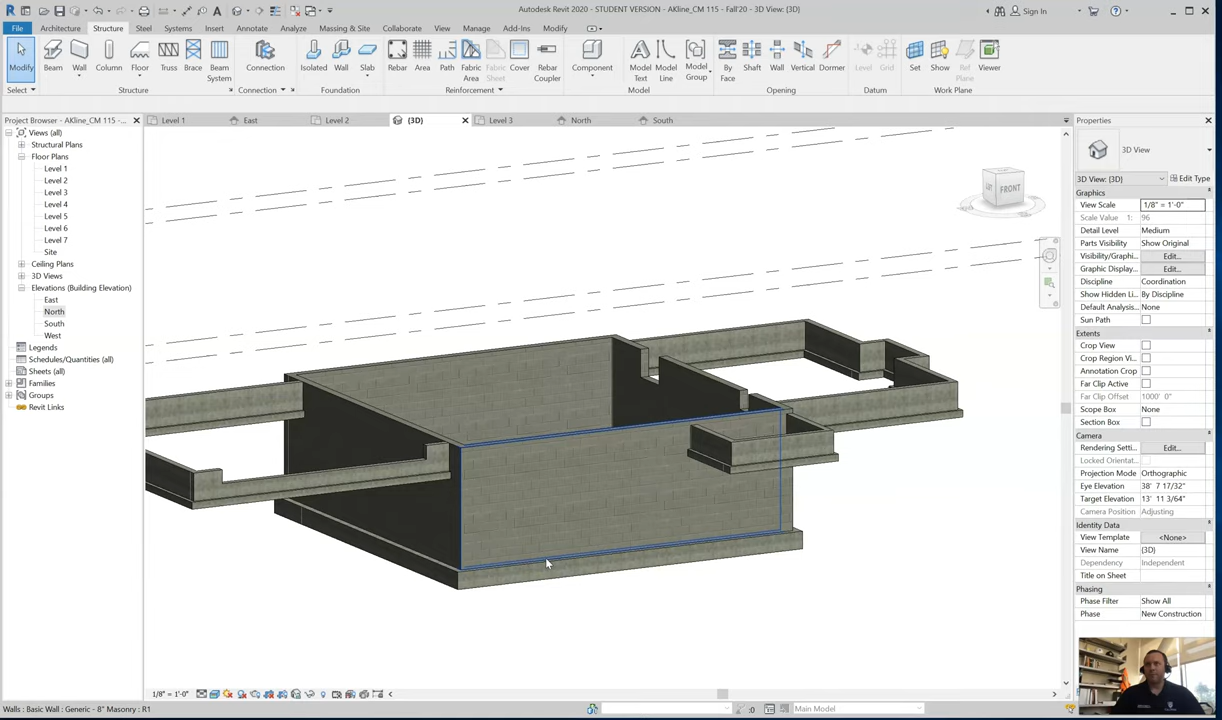 Autodesk Revit 2020 - STUDENT VERSION - AKline_CM 115 - Fall'20 - 3D View: {3D}
Sign In
File Architecture Structure Steel Systems Insert Annotate Analyze Massing & Site Collaborate View Manage Add-Ins Modify
Modify Beam Wall Column Floor Truss Brace Beam System Connection Isolated Wall Slab Rebar Area Path Fabric Area Fabric Sheet Cover Rebar Coupler Component Model Text Model Line Model Group By Face Shaft Wall Vertical Dormer Level Grid Set Show Ref Plane Viewer
Select Structure Connection Foundation Reinforcement Model Opening Datum Work Plane
Project Browser - AKline_CM 115 -...
Level 1 East Level 2 {3D} Level 3 North South
Properties
Views (all)
Structural Plans
Floor Plans
Level 1
Level 2
Level 3
Level 4
Level 5
Level 6
Level 7
Site
Ceiling Plans
3D Views
Elevations (Building Elevation)
East
North
South
West
Legends
Schedules/Quantities (all)
Sheets (all)
Families
Groups
Revit Links
FRONT
3D View
3D View: {3D} Edit Type
Graphics
View Scale 1/8" = 1'-0"
Scale Value 1: 96
Detail Level Medium
Parts Visibility Show Original
Visibility/Graphi... Edit...
Graphic Display... Edit...
Discipline Coordination
Show Hidden Li... By Discipline
Default Analysis... None
Sun Path
Extents
Crop View
Crop Region Vi...
Annotation Crop
Far Clip Active
Far Clip Offset 1000' 0"
Scope Box None
Section Box
Camera
Rendering Setti... Edit...
Locked Orientat...
Projection Mode Orthographic
Eye Elevation 38' 7 17/32"
Target Elevation 13' 11 3/64"
Camera Position Adjusting
Identity Data
View Template <None>
View Name {3D}
Dependency Independent
Title on Sheet
Phasing
Phase Filter Show All
Phase New Construction
1/8" = 1'-0"
Walls : Basic Wall : Generic - 8" Masonry : R1
:0
Main Model